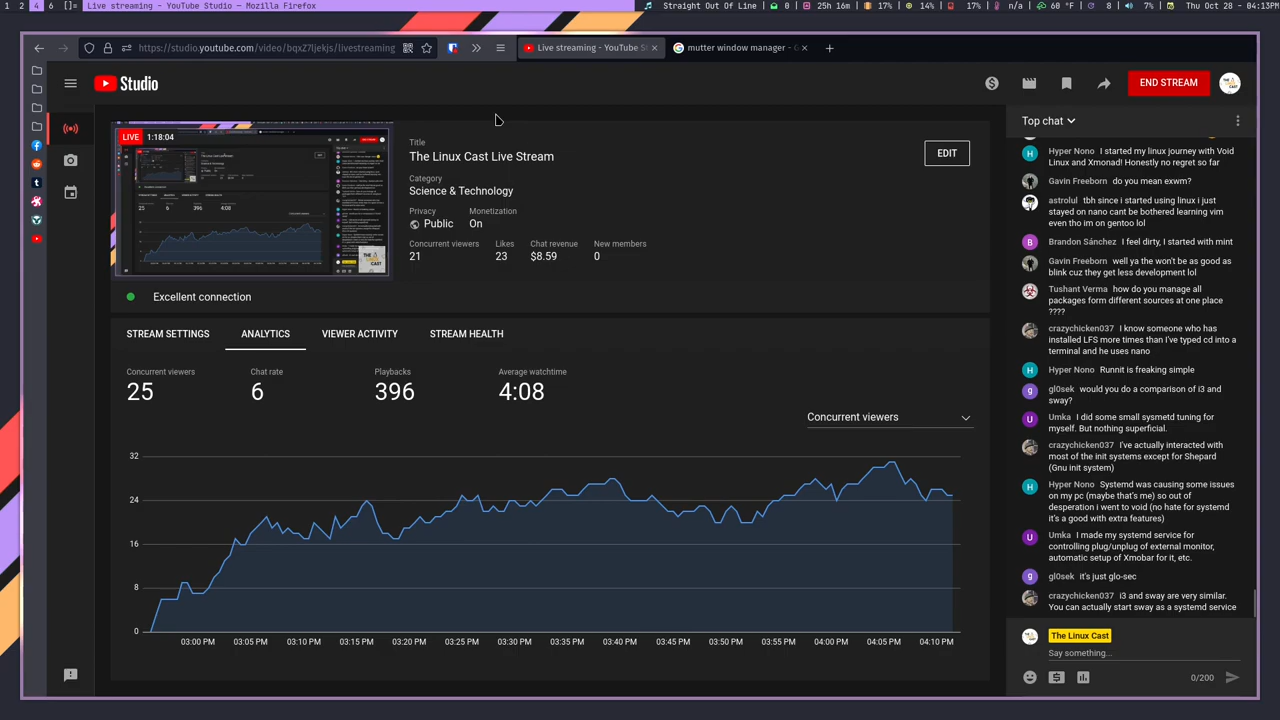 1 2 4 6 []= Live streaming - YouTube Studio — Mozilla Firefox
Straight Out Of Line 0 25h 16m 17% 14% 17% n/a 60 °F 8 7% Thu Oct 28 - 04:13PM
https://studio.youtube.com/video/bqxZ7ljekjs/livestreaming
Live streaming - YouTube St
mutter window manager - G
Studio
END STREAM
LIVE 1:18:04
Title
The Linux Cast Live Stream
EDIT
Category
Science & Technology
Privacy Monetization
Public On
Concurrent viewers Likes Chat revenue New members
21 23 $8.59 0
Excellent connection
STREAM SETTINGS ANALYTICS VIEWER ACTIVITY STREAM HEALTH
Concurrent viewers Chat rate Playbacks Average watchtime
25 6 396 4:08
Concurrent viewers
32
24
16
8
0
03:00 PM 03:05 PM 03:10 PM 03:15 PM 03:20 PM 03:25 PM 03:30 PM 03:35 PM 03:40 PM 03:45 PM 03:50 PM 03:55 PM 04:00 PM 04:05 PM 04:10 PM
Top chat
Hyper Nono I started my linux journey with Void
Linux and Xmonad! Honestly no regret so far
Gavin Freeborn do you mean exwm?
astrolul tbh since i started using linux i just
stayed on nano cant be bothered learning vim
even tho im on gentoo lol
Brandon Sánchez I feel dirty, I started with mint
Gavin Freeborn well ya the won't be as good as
blink cuz they get less development lol
Tushant Verma how do you manage all
packages form different sources at one place
????
crazychicken037 I know someone who has
installed LFS more times than I've typed cd into a
terminal and he uses nano
Hyper Nono Runnit is freaking simple
gl0sek would you do a comparison of i3 and
sway?
Umka I did some small sysmetd tuning for
myself. But nothing superficial.
crazychicken037 I've actually interacted with
most of the init systems except for Shepard
(Gnu init system)
Hyper Nono Systemd was causing some issues
on my pc (maybe that's me) so out of
desperation i went to void (no hate for systemd
it's a good with extra features)
Umka I made my systemd service for
controlling plug/unplug of external monitor,
automatic setup of Xmobar for it, etc.
gl0sek it's just glo-sec
crazychicken037 i3 and sway are very similar.
You can actually start sway as a systemd service
The Linux Cast
Say something...
0/200